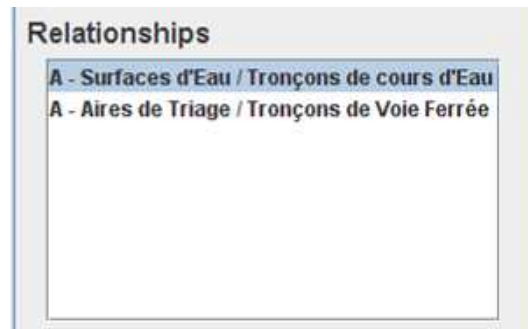 Relationships
A - Surfaces d'Eau / Tronçons de cours d'Eau
A - Aires de Triage / Tronçons de Voie Ferrée